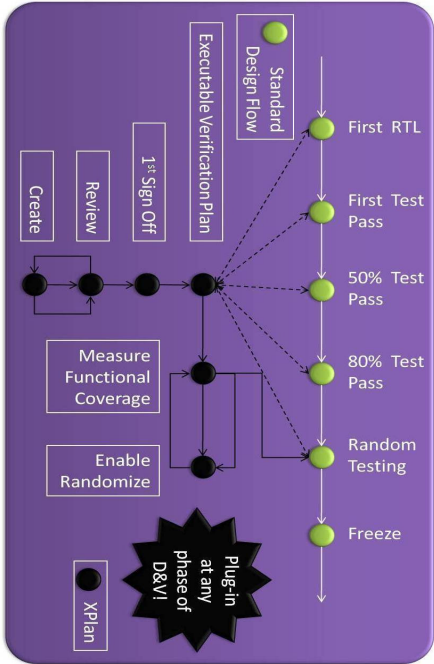 Standard
Design Flow
First RTL
First Test
Pass
50% Test
Pass
80% Test
Pass
Random
Testing
Freeze
Executable Verification Plan
1st Sign Off
Review
Create
Measure
Functional
Coverage
Enable
Randomize
Plug-in
at any
phase of
D&V!
XPlan